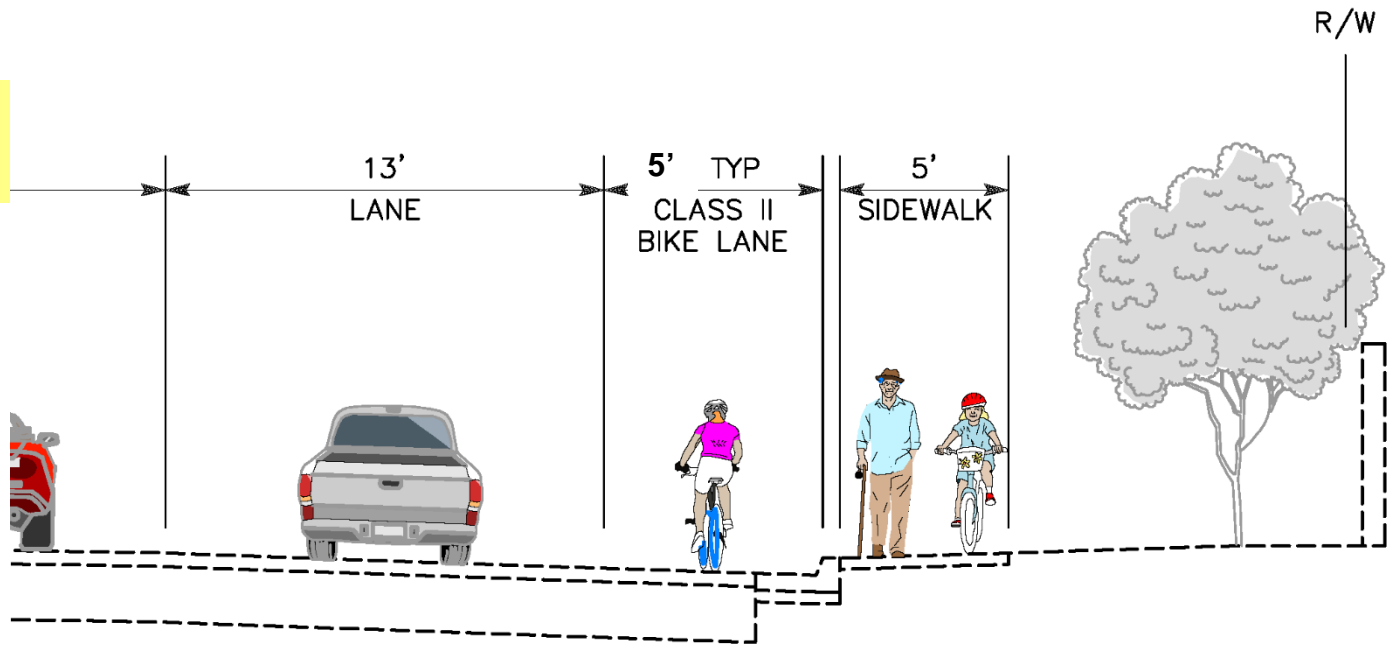 R/W
13'
LANE
5' TYP
CLASS II
BIKE LANE
5'
SIDEWALK